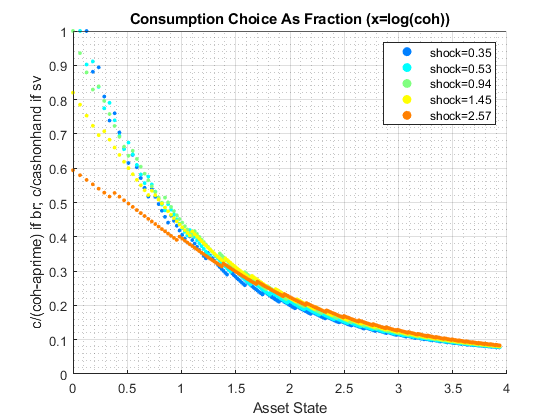 Consumption Choice As Fraction (x=log(coh))
c/(coh-aprime) if br, c/cashonhand if sv
1
0.9
0.8
0.7
0.6
0.5
0.4
0.3
0.2
0.1
0
shock=0.35
shock=0.53
shock=0.94
shock=1.45
shock=2.57
0 0.5 1 1.5 2 2.5 3 3.5 4
Asset State